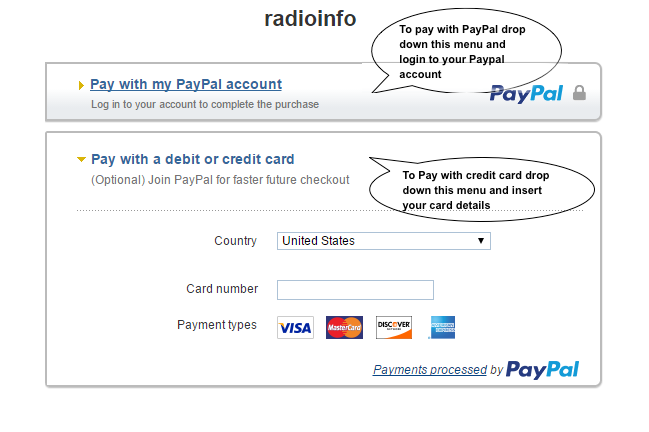 radioinfo
To pay with PayPal drop
down this menu and
login to your Paypal
account
Pay with my PayPal account
Log in to your account to complete the purchase
PayPal
Pay with a debit or credit card
(Optional) Join PayPal for faster future checkout
To Pay with credit card drop
down this menu and insert
your card details
Country United States
Card number
Payment types VISA MasterCard DISCOVER NETWORK AMERICAN EXPRESS
Payments processed by PayPal